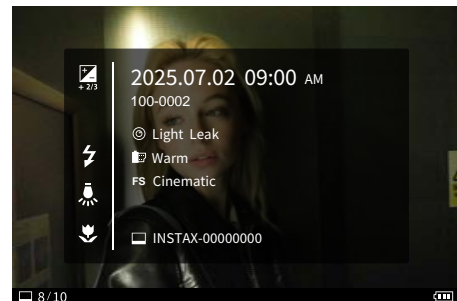 + 2/3
2025.07.02 09:00 AM
100-0002
Light Leak
Warm
FS Cinematic
INSTAX-00000000
8/10